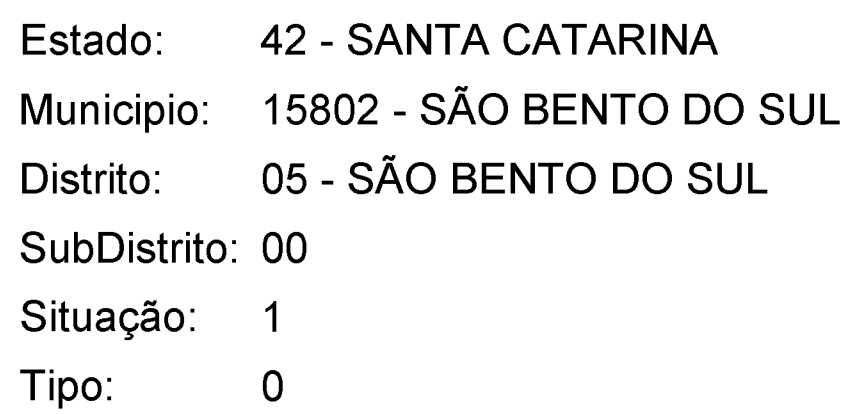 Estado: 42 - SANTA CATARINA
Municipio: 15802 - SÃO BENTO DO SUL
Distrito: 05 - SÃO BENTO DO SUL
SubDistrito: 00
Situação: 1
Tipo: 0